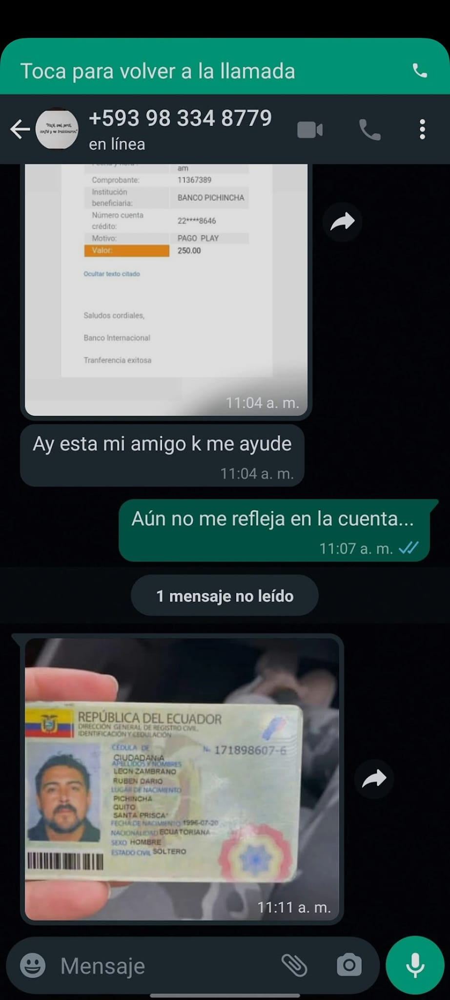 Toca para volver a la llamada
+593 98 334 8779
en línea
am
Comprobante: 11367389
Institución
beneficiaria: BANCO PICHINCHA
Número cuenta
crédito: 22****8646
Motivo: PAGO PLAY
Valor: 250.00
Ocultar texto citado
Saludos cordiales,
Banco Internacional
Tranferencia exitosa
11:04 a. m.
Ay esta mi amigo k me ayude
11:04 a. m.
Aún no me refleja en la cuenta...
11:07 a. m.
1 mensaje no leído
REPÚBLICA DEL ECUADOR
DIRECCIÓN GENERAL DE REGISTRO CIVIL,
IDENTIFICACIÓN Y CEDULACIÓN
CÉDULA DE No. 171898607-6
CIUDADANÍA
APELLIDOS Y NOMBRES
LEON ZAMBRANO
RUBEN DARIO
LUGAR DE NACIMIENTO
PICHINCHA
QUITO
SANTA PRISCA
FECHA DE NACIMIENTO 1996-07-20
NACIONALIDAD ECUATORIANA
SEXO HOMBRE
ESTADO CIVIL SOLTERO
11:11 a. m.
Mensaje